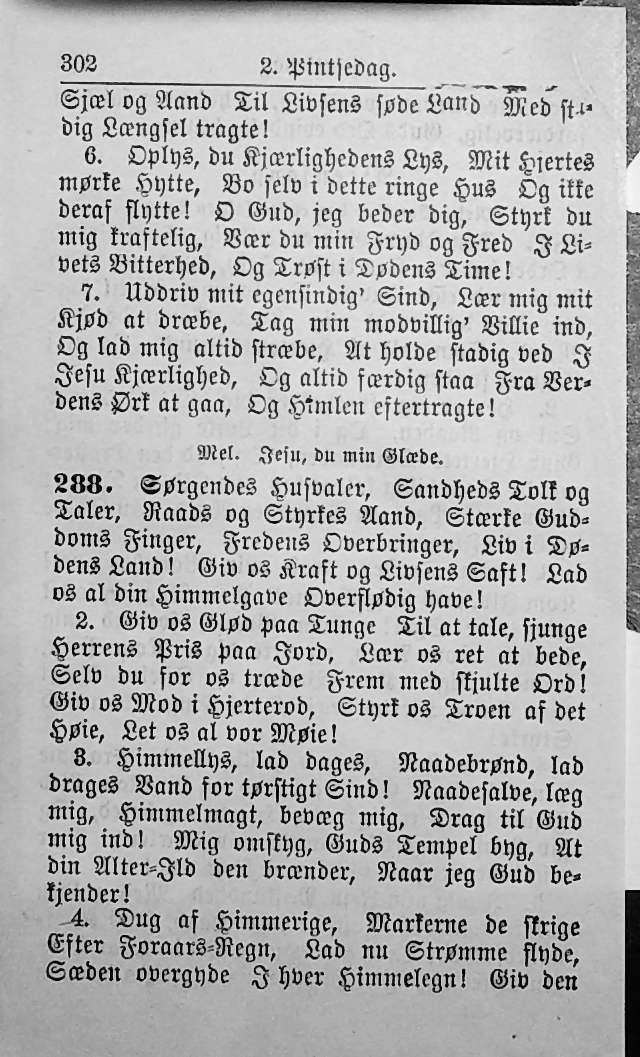 302 2. Pintsedag.
Sjæl og Aand Til Livsens søde Land Med sta-
dig Længsel tragte!
6. Oplys, du Kjærlighedens Lys, Mit Hjertes
mørke Hytte, Bo selv i dette ringe Hus Og ikke
deraf flytte! O Gud, jeg beder dig, Styrk du
mig kraftelig, Vær du min Fryd og Fred I Li-
vets Bitterhed, Og Trøst i Dødens Time!
7. Uddriv mit egensindig' Sind, Lær mig mit
Kjød at dræbe, Tag min modvillig' Villie ind,
Og lad mig altid stræbe, At holde stadig ved I
Jesu Kjærlighed, Og altid færdig staa Fra Ver-
dens Ørk at gaa, Og Himlen eftertragte!
Mel. Jesu, du min Glæde.
288. Sørgendes Husvaler, Sandheds Tolk og
Taler, Raads og Styrkes Aand, Stærke Gud-
doms Finger, Fredens Overbringer, Liv i Dø-
dens Land! Giv os Kraft og Livsens Saft! Lad
os al din Himmelgave Overflødig have!
2. Giv os Glød paa Tunge Til at tale, sjunge
Herrens Pris paa Jord, Lær os ret at bede,
Selv du for os træde Frem med skjulte Ord!
Giv os Mod i Hjerterod, Styrk os Troen af det
Høie, Let os al vor Møie!
3. Himmellys, lad dages, Naadebrønd, lad
drages Vand for tørstigt Sind! Naadesalve, læg
mig, Himmelmagt, bevæg mig, Drag til Gud
mig ind! Mig omskyg, Guds Tempel byg, At
din Alter-Ild den brænder, Naar jeg Gud be-
kjender!
4. Dug af Himmerige, Markerne de skrige
Efter Foraars-Regn, Lad nu Strømme flyde,
Sæden overgyde I hver Himmelegn! Giv den